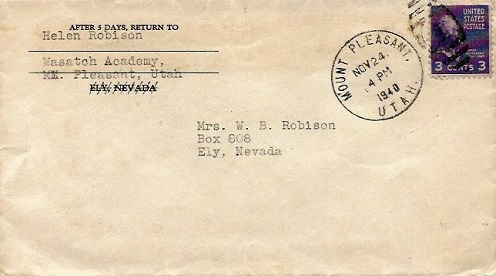 AFTER 5 DAYS, RETURN TO
Helen Robison
Wasatch Academy,
Mt. Pleasant, Utah
ELY, NEVADA
MOUNT PLEASANT,
NOV 24
4 PM
1940
UTAH.
UNITED
STATES
POSTAGE
3 CENTS 3
Mrs. W. B. Robison
Box 808
Ely, Nevada